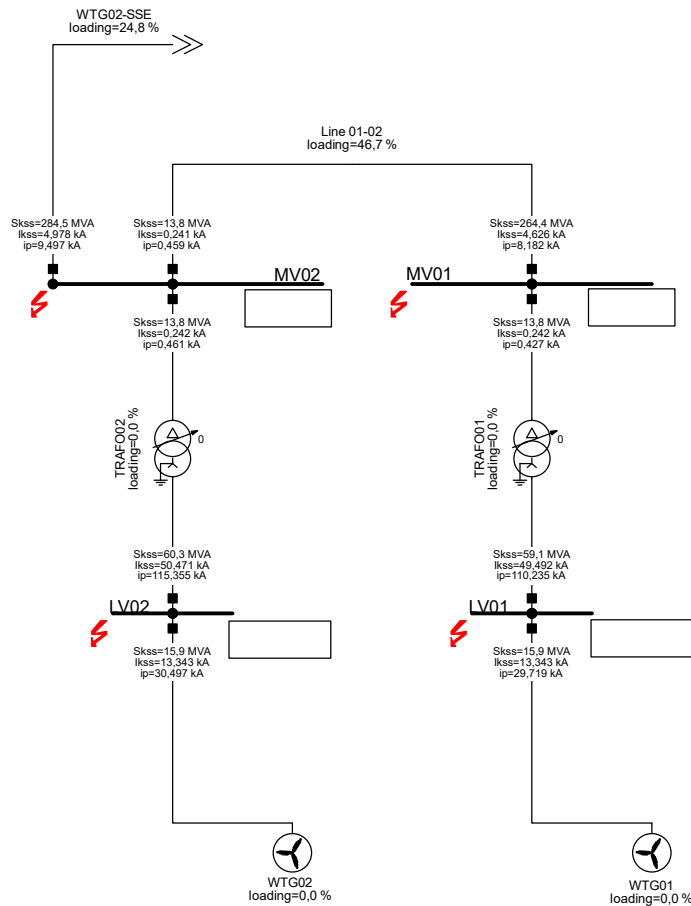 WTG02-SSE
loading=24,8 %
Line 01-02
loading=46,7 %
Skss=284,5 MVA
Ikss=4,978 kA
ip=9,497 kA
Skss=13,8 MVA
Ikss=0,241 kA
ip=0,459 kA
Skss=264,4 MVA
Ikss=4,626 kA
ip=8,182 kA
MV02
MV01
Skss=13,8 MVA
Ikss=0,242 kA
ip=0,461 kA
Skss=13,8 MVA
Ikss=0,242 kA
ip=0,427 kA
TRAFO02
loading=0,0 %
0
TRAFO01
loading=0,0 %
0
Skss=60,3 MVA
Ikss=50,471 kA
ip=115,355 kA
Skss=59,1 MVA
Ikss=49,492 kA
ip=110,235 kA
LV02
LV01
Skss=15,9 MVA
Ikss=13,343 kA
ip=30,497 kA
Skss=15,9 MVA
Ikss=13,343 kA
ip=29,719 kA
WTG02
loading=0,0 %
WTG01
loading=0,0 %